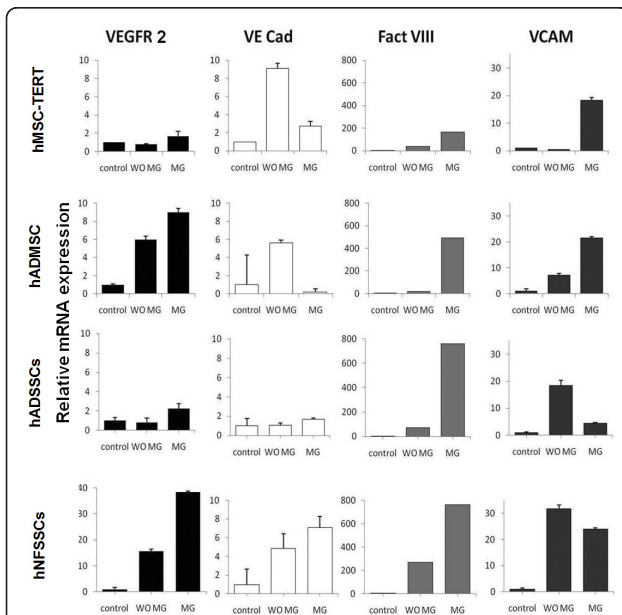 VEGFR 2 VE Cad Fact VIII VCAM
Relative mRNA expression
hMSC-TERT
10 8 6 4 2 0
control WO MG MG
10 8 6 4 2 0
control WO MG MG
800 600 400 200 0
control WO MG MG
30 20 10 0
control WO MG MG
hADMSC
10 8 6 4 2 0
control WO MG MG
10 8 6 4 2 0
control WO MG MG
800 600 400 200 0
control WO MG MG
30 20 10 0
control WO MG MG
hADSSCs
10 8 6 4 2 0
control WO MG MG
10 8 6 4 2 0
control WO MG MG
800 600 400 200 0
control WO MG MG
30 20 10 0
control WO MG MG
hNFSSCs
40 30 20 10 0
control WO MG MG
10 8 6 4 2 0
control WO MG MG
800 600 400 200 0
control WO MG MG
30 20 10 0
control WO MG MG